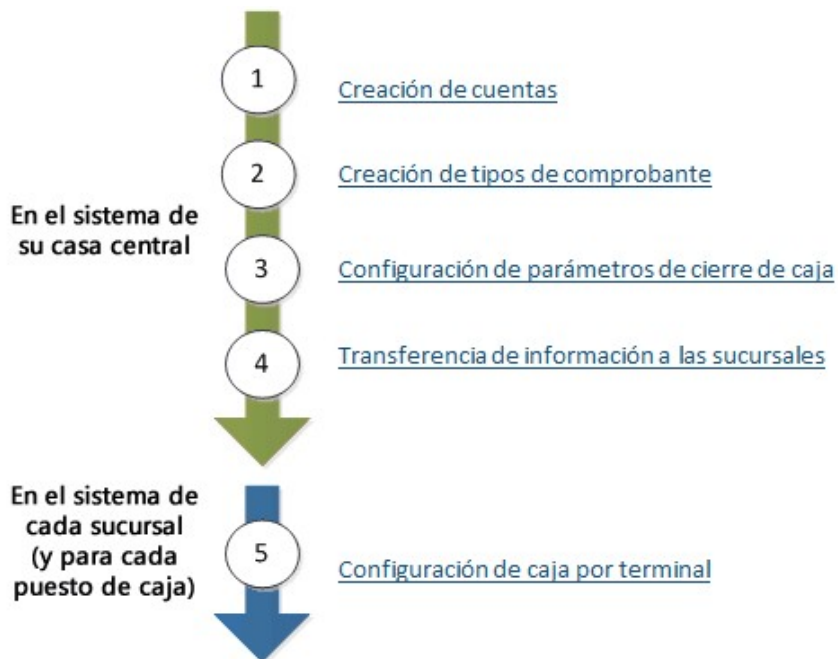 1
Creación de cuentas
2
Creación de tipos de comprobante
En el sistema de
su casa central
3
Configuración de parámetros de cierre de caja
4
Transferencia de información a las sucursales
En el sistema de
cada sucursal
(y para cada
puesto de caja)
5
Configuración de caja por terminal